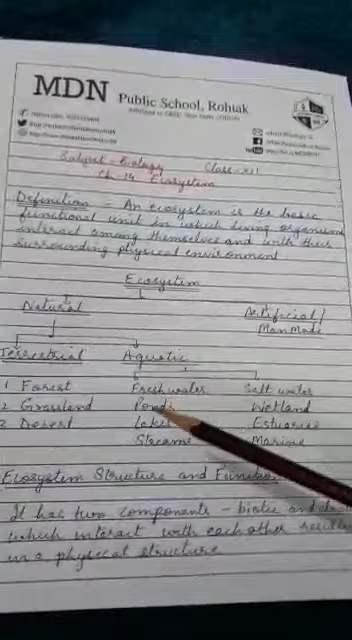 MDN Public School, Rohtak
Subject - Biology Class - XII
Ch-14 Ecosystem
Definition - An ecosystem is the basic
functional unit in which living organism
interact among themselves and with their
surrounding physical environment
Ecosystem
Natural Artificial/
Man Made
Terrestrial Aquatic
1 Forest Fresh water Salt water
2 Grassland Ponds Wetland
3 Desert Lakes Estuarine
Streams Marine
Ecosystem Structure and Function
It has two components - biotic and
which interact with each other
in a physical structure